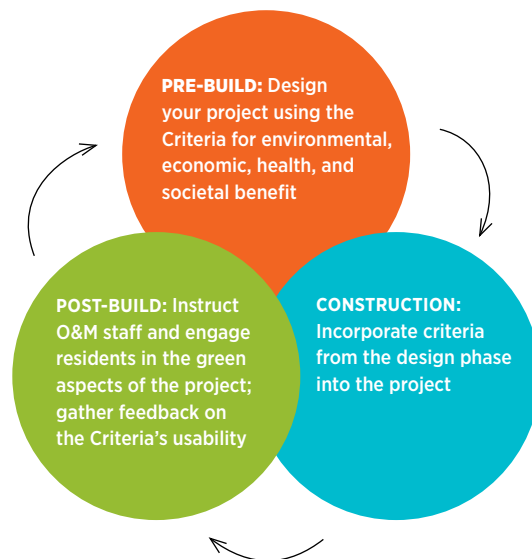 PRE-BUILD: Design
your project using the
Criteria for environmental,
economic, health, and
societal benefit
POST-BUILD: Instruct
O&M staff and engage
residents in the green
aspects of the project;
gather feedback on
the Criteria’s usability
CONSTRUCTION:
Incorporate criteria
from the design phase
into the project